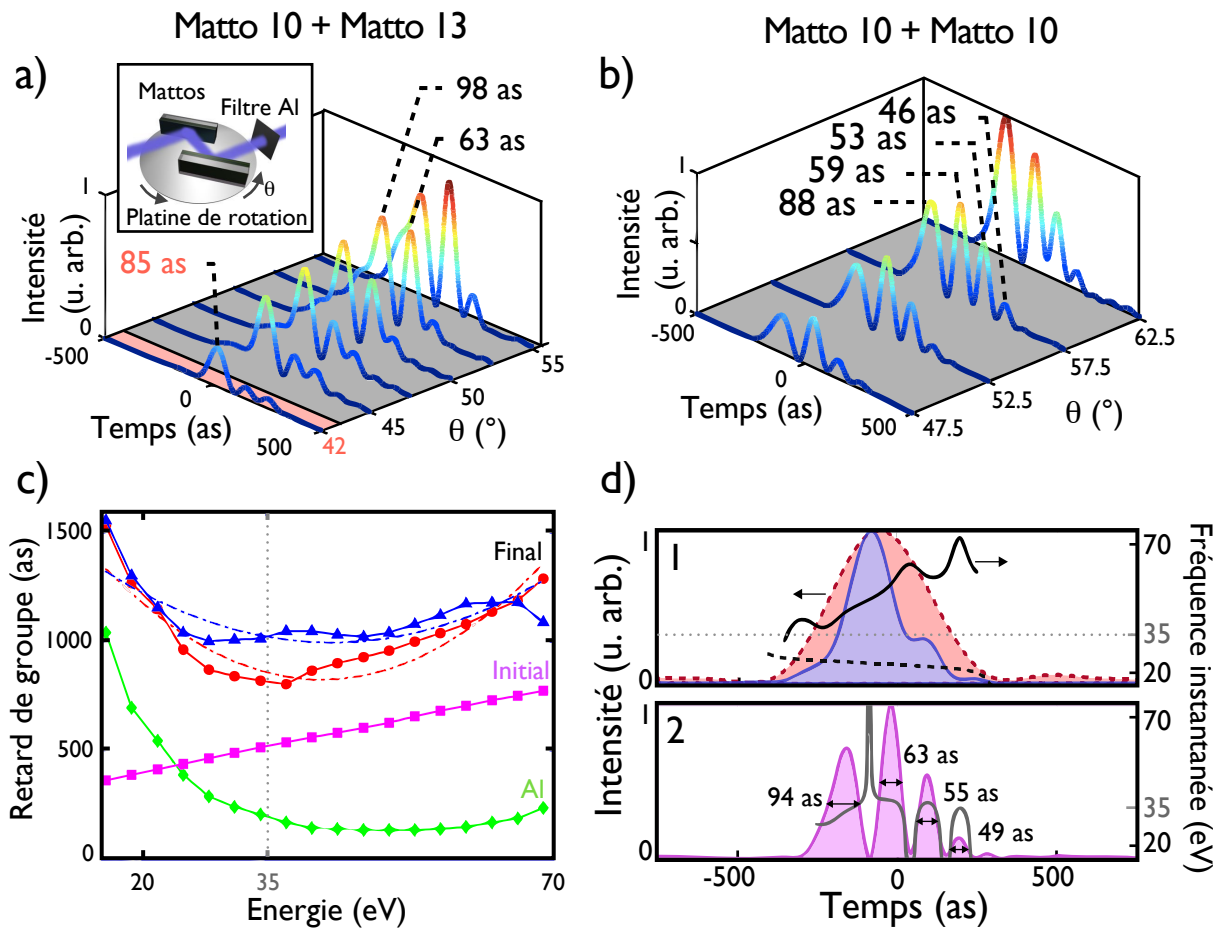 Matto 10 + Matto 13
Matto 10 + Matto 10
a)
Mattos
Filtre Al
θ
Platine de rotation
98 as
63 as
85 as
Intensité
(u. arb.)
1
0
-500
0
500
Temps (as)
42
45
50
55
θ (°)
b)
46 as
53 as
59 as
88 as
Intensité
(u. arb.)
1
0
-500
0
500
Temps (as)
47.5
52.5
57.5
62.5
θ (°)
c)
Retard de groupe (as)
1500
1000
500
0
Final
Initial
Al
20
35
70
Energie (eV)
d)
Intensité (u. arb.)
1
0
1
70
35
20
Fréquence instantanée (eV)
1
0
2
94 as
63 as
55 as
49 as
70
35
20
-500
0
500
Temps (as)